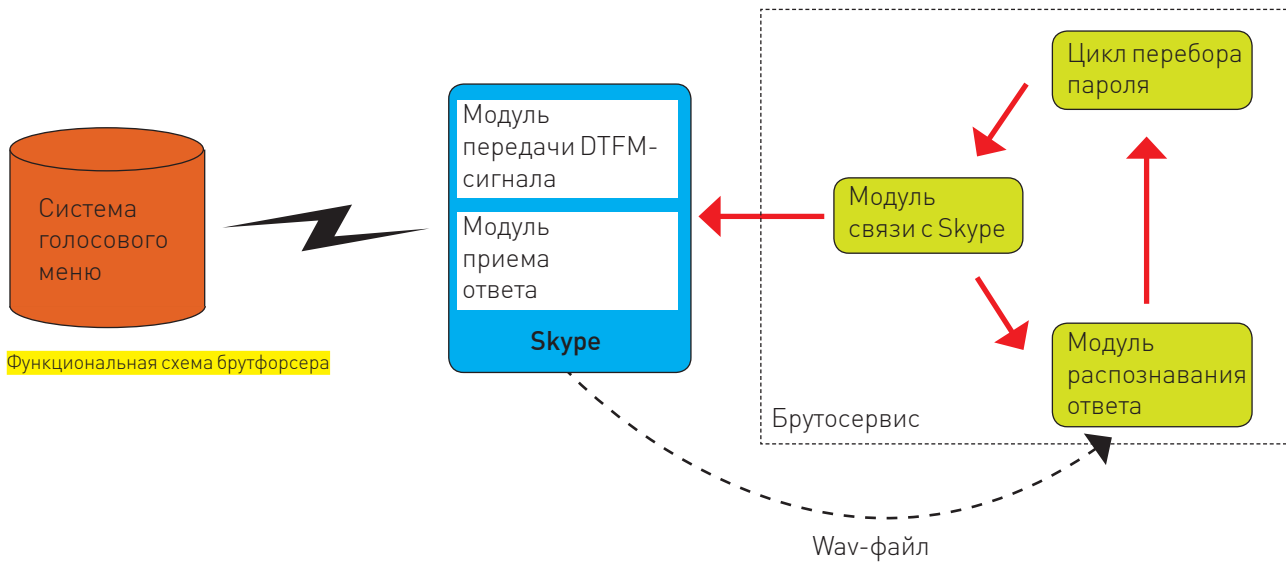 Система
голосового
меню
Функциональная схема брутфорсера
Модуль
передачи DTFM-
сигнала
Модуль
приема
ответа
Skype
Цикл перебора
пароля
Модуль
связи с Skype
Модуль
распознавания
ответа
Брутосервис
Wav-файл